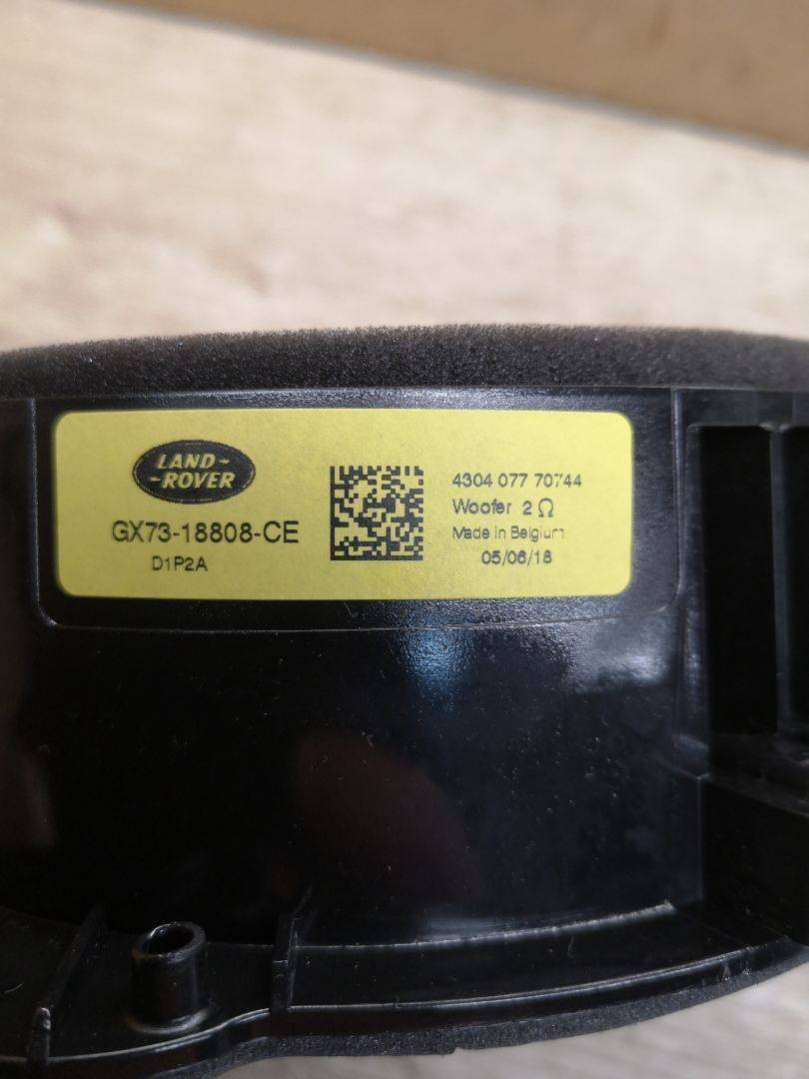 LAND-
-ROVER
GX73-18808-CE
D1P2A
4304 077 70744
Woofer 2 Ω
Made in Belgium
05/06/18